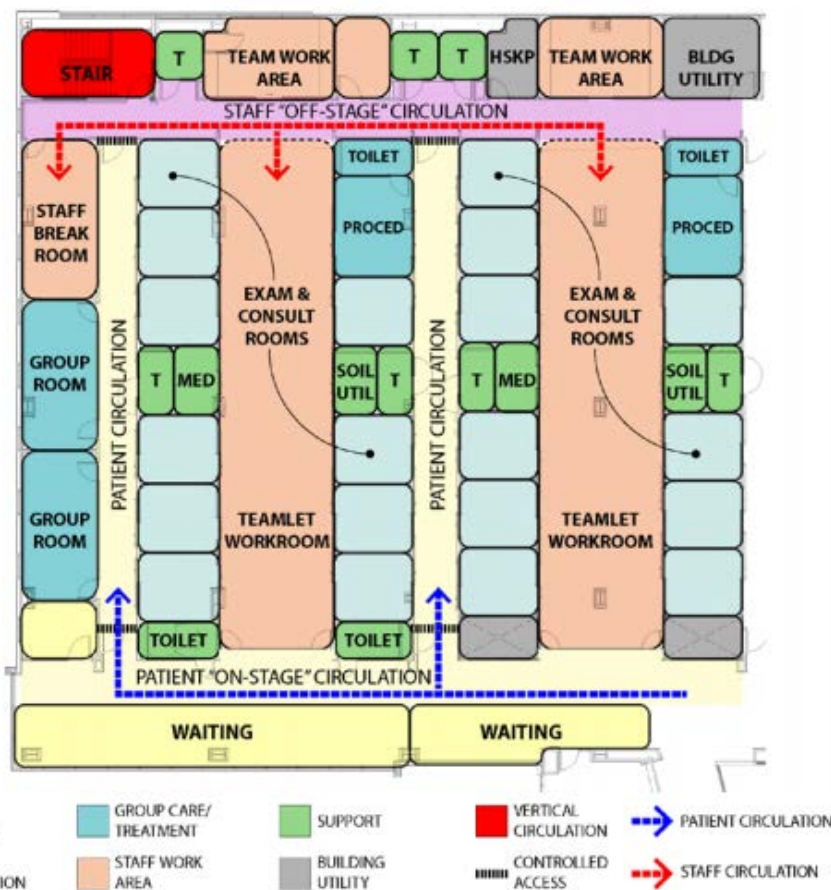 STAIR
T
TEAM WORK
AREA
T
T
HSKP
TEAM WORK
AREA
BLDG
UTILITY
STAFF "OFF-STAGE" CIRCULATION
STAFF
BREAK
ROOM
TOILET
PROCED
TOILET
PROCED
EXAM &
CONSULT
ROOMS
EXAM &
CONSULT
ROOMS
GROUP
ROOM
PATIENT CIRCULATION
T
MED
SOIL
UTIL
T
PATIENT CIRCULATION
T
MED
SOIL
UTIL
T
GROUP
ROOM
TEAMLET
WORKROOM
TEAMLET
WORKROOM
TOILET
TOILET
PATIENT "ON-STAGE" CIRCULATION
WAITING
WAITING
GROUP CARE/
TREATMENT
SUPPORT
VERTICAL
CIRCULATION
PATIENT CIRCULATION
ION
STAFF WORK
AREA
BUILDING
UTILITY
CONTROLLED
ACCESS
STAFF CIRCULATION